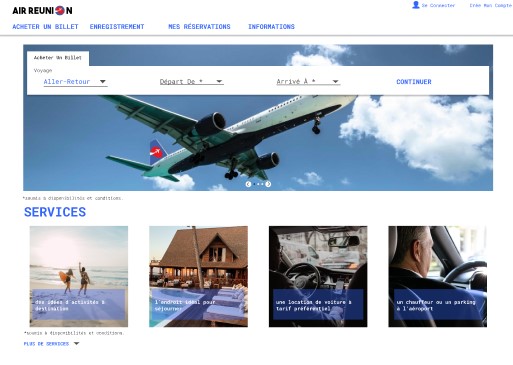 AIR REUNION
Se Connecter
Crée Mon Compte
ACHETER UN BILLET ENREGISTREMENT MES RÉSERVATIONS INFORMATIONS
Acheter Un Billet
Voyage
Aller-Retour Départ De * Arrivé À * CONTINUER
*soumis à disponibilités et conditions.
SERVICES
des idées d'activités à
destination
l'endroit idéal pour
séjourner
une location de voiture à
tarif préférentiel
un chauffeur ou un parking
à l'aéroport
*soumis à disponibilités et conditions.
PLUS DE SERVICES